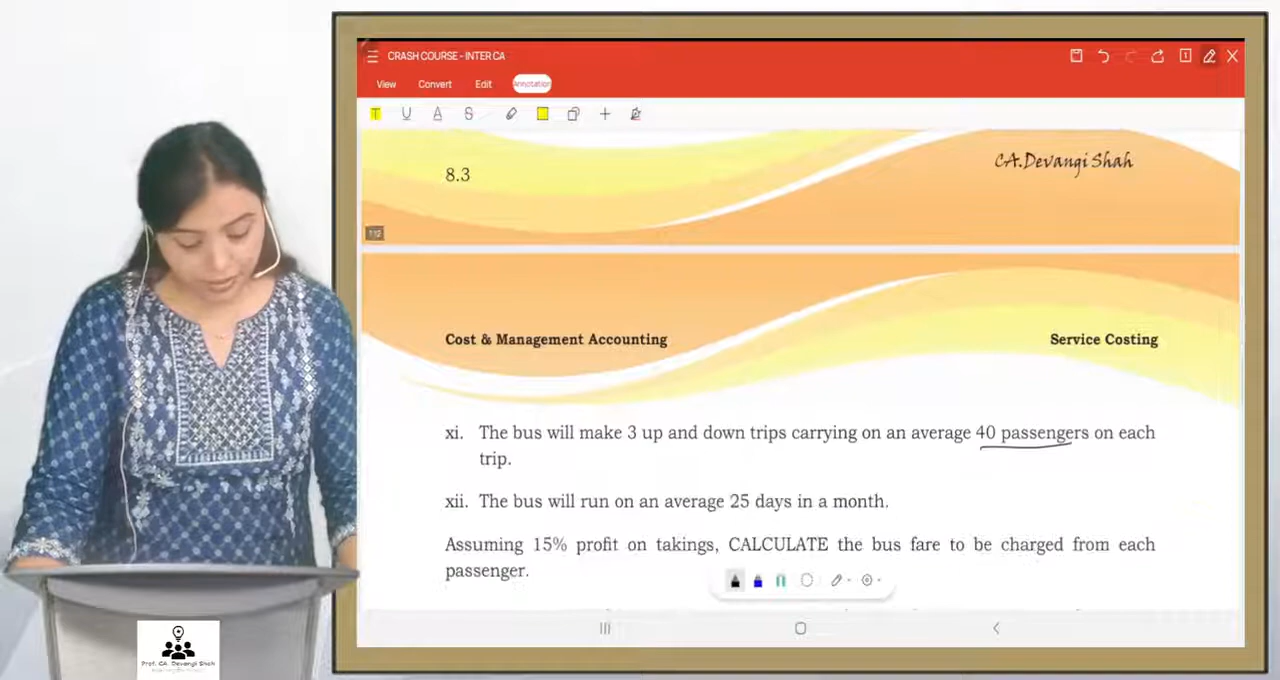 CRASH COURSE - INTER CA
View Convert Edit Annotation
8.3
CA.Devangi Shah
Cost & Management Accounting
Service Costing
xi. The bus will make 3 up and down trips carrying on an average 40 passengers on each
trip.
xii. The bus will run on an average 25 days in a month.
Assuming 15% profit on takings, CALCULATE the bus fare to be charged from each
passenger.
Prof. CA. Devangi Shah